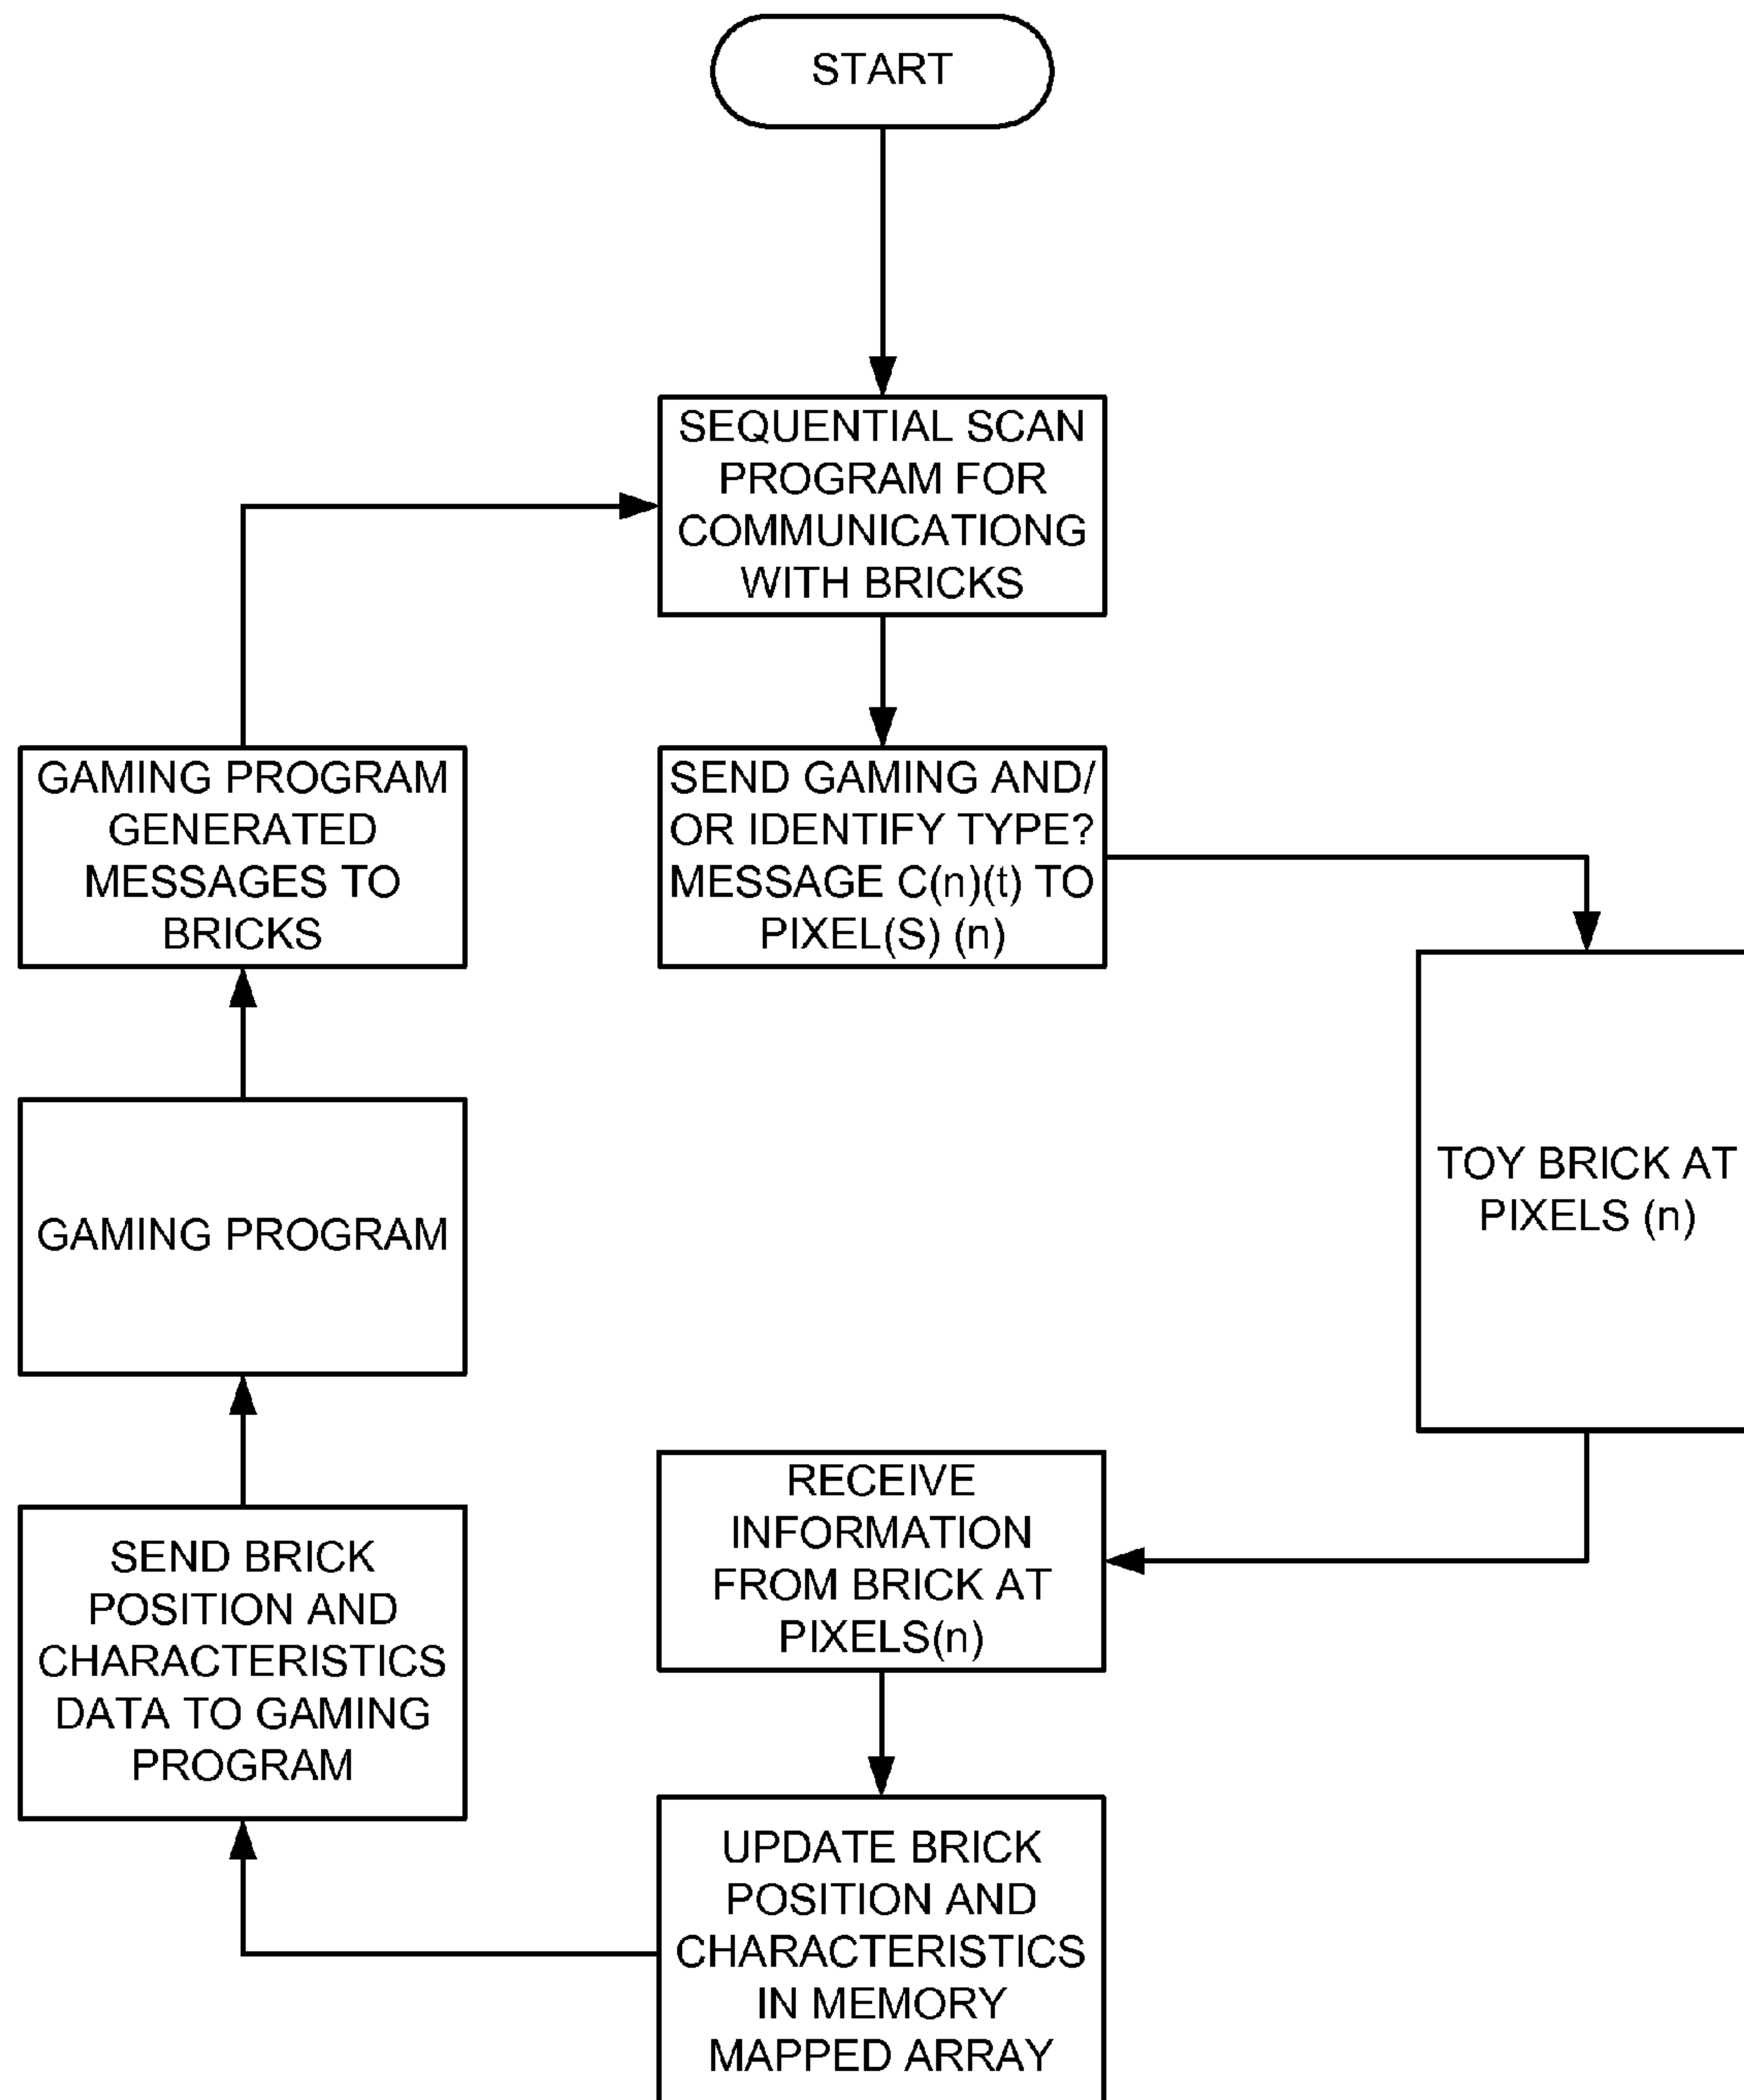 START
SEQUENTIAL SCAN
PROGRAM FOR
COMMUNICATIONG
WITH BRICKS
SEND GAMING AND/
OR IDENTIFY TYPE?
MESSAGE C(n)(t) TO
PIXEL(S) (n)
TOY BRICK AT
PIXELS (n)
RECEIVE
INFORMATION
FROM BRICK AT
PIXELS(n)
UPDATE BRICK
POSITION AND
CHARACTERISTICS
IN MEMORY
MAPPED ARRAY
SEND BRICK
POSITION AND
CHARACTERISTICS
DATA TO GAMING
PROGRAM
GAMING PROGRAM
GAMING PROGRAM
GENERATED
MESSAGES TO
BRICKS